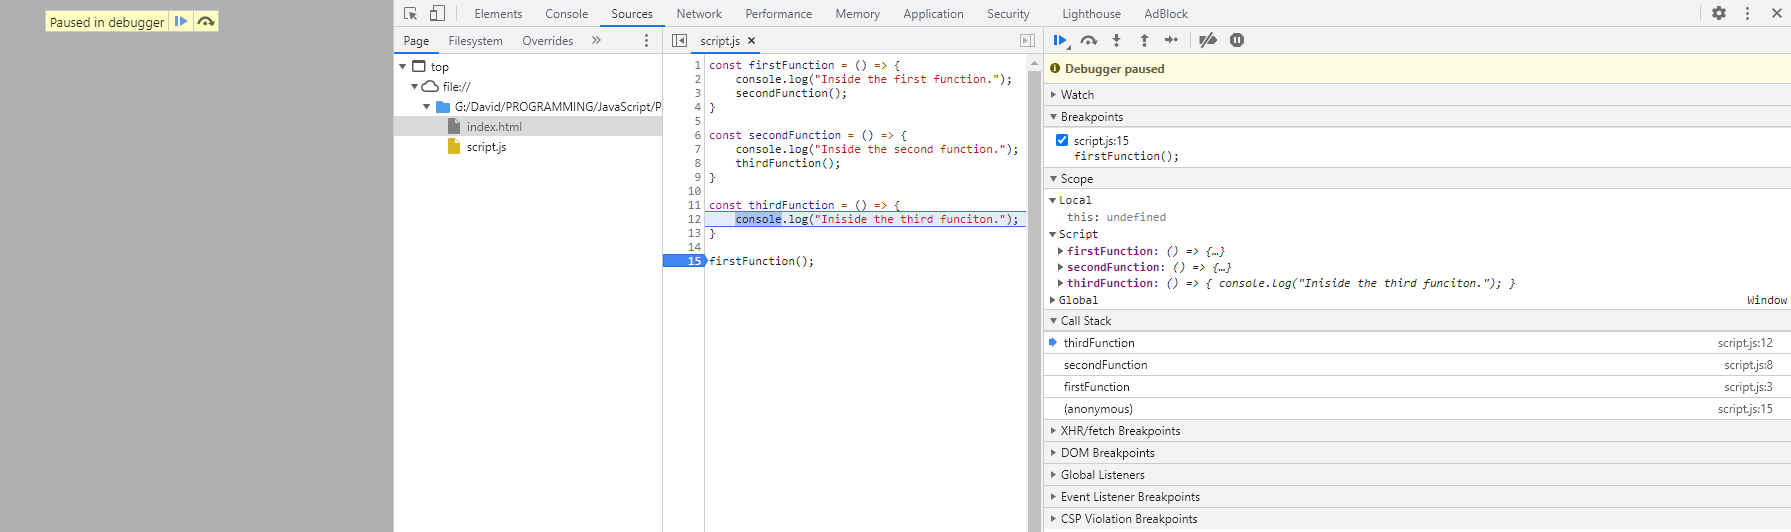 Paused in debugger
Elements Console Sources Network Performance Memory Application Security Lighthouse AdBlock
Page Filesystem Overrides »
top
file://
G:/David/PROGRAMMING/JavaScript/P
index.html
script.js
script.js ×
1 const firstFunction = () => {
2 console.log("Inside the first function.");
3 secondFunction();
4 }
5
6 const secondFunction = () => {
7 console.log("Inside the second function.");
8 thirdFunction();
9 }
10
11 const thirdFunction = () => {
12 console.log("Iniside the third funciton.");
13 }
14
15 firstFunction();
Debugger paused
Watch
Breakpoints
script.js:15
firstFunction();
Scope
Local
this: undefined
Script
firstFunction: () => {…}
secondFunction: () => {…}
thirdFunction: () => { console.log("Iniside the third funciton."); }
Global Window
Call Stack
thirdFunction script.js:12
secondFunction script.js:8
firstFunction script.js:3
(anonymous) script.js:15
XHR/fetch Breakpoints
DOM Breakpoints
Global Listeners
Event Listener Breakpoints
CSP Violation Breakpoints